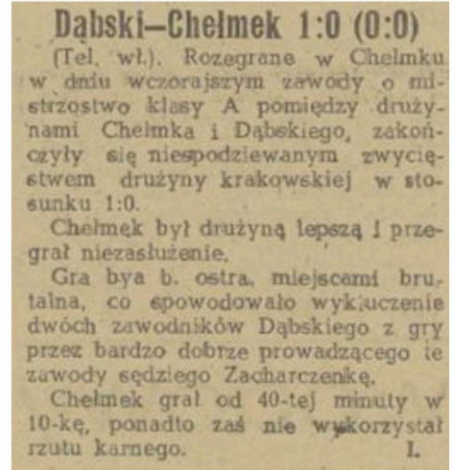 Dąbski—Chełmek 1:0 (0:0)
(Tel. wł.). Rozegrane w Chełmku
w dniu wczorajszym zawody o mi-
strzostwo klasy A pomiędzy druży-
nami Chełmka i Dąbskiego, zakoń-
czyły się niespodziewanym zwycię-
stwem drużyny krakowskiej w sto-
sunku 1:0.
Chełmek był drużyną lepszą i prze-
grał niezasłużenie.
Gra bya b. ostra, miejscami bru-
talna, co spowodowało wykluczenie
dwóch zawodników Dąbskiego z gry
przez bardzo dobrze prowadzącego te
zawody sędziego Zacharczenkę.
Chełmek grał od 40-tej minuty w
10-kę, ponadto zaś nie wykorzystał
rzutu karnego. I.